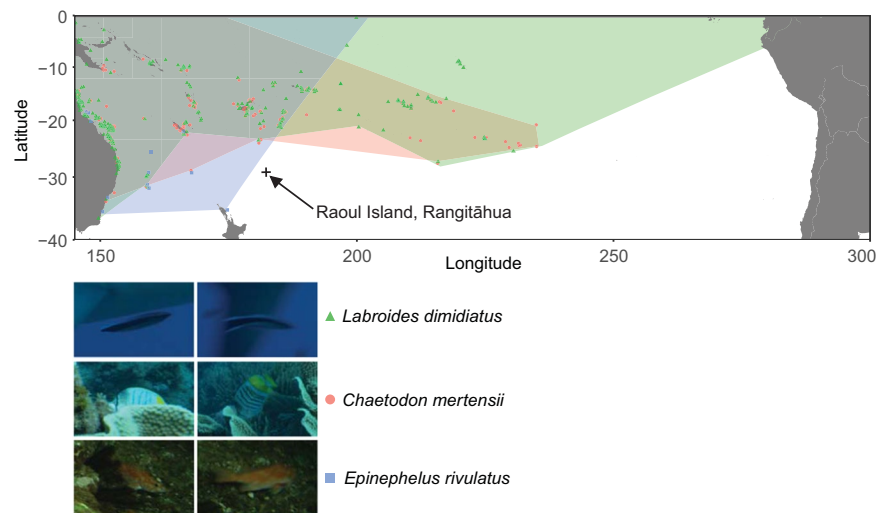 0
−10
−20
−30
−40
Latitude
150
200
250
300
Longitude
Raoul Island, Rangitāhua
Labroides dimidiatus
Chaetodon mertensii
Epinephelus rivulatus